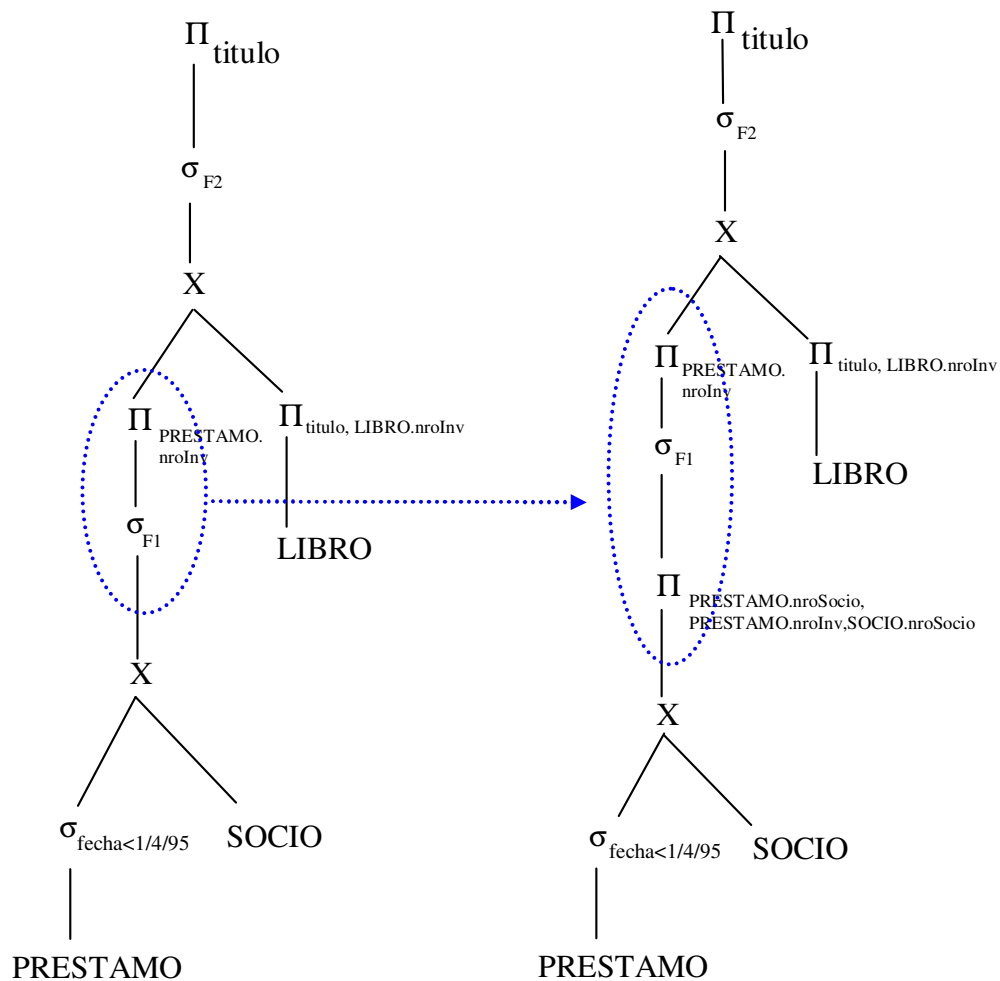 Π titulo
σ F2
X
Π PRESTAMO.
nroInv
Π titulo, LIBRO.nroInv
σ F1
LIBRO
X
σ fecha<1/4/95
SOCIO
PRESTAMO
Π titulo
σ F2
X
Π PRESTAMO.
nroInv
Π titulo, LIBRO.nroInv
σ F1
LIBRO
Π PRESTAMO.nroSocio,
PRESTAMO.nroInv,SOCIO.nroSocio
X
σ fecha<1/4/95
SOCIO
PRESTAMO